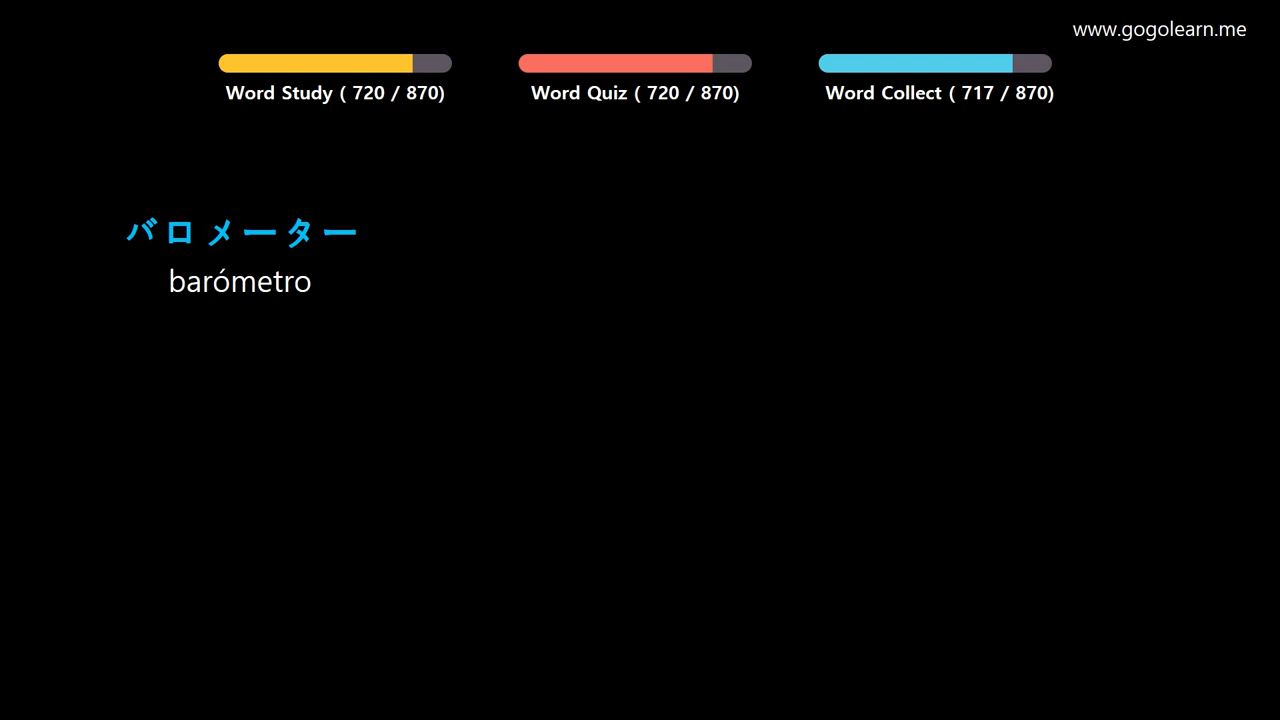 www.gogolearn.me
Word Study ( 720 / 870)
Word Quiz ( 720 / 870)
Word Collect ( 717 / 870)
バロメーター
barómetro